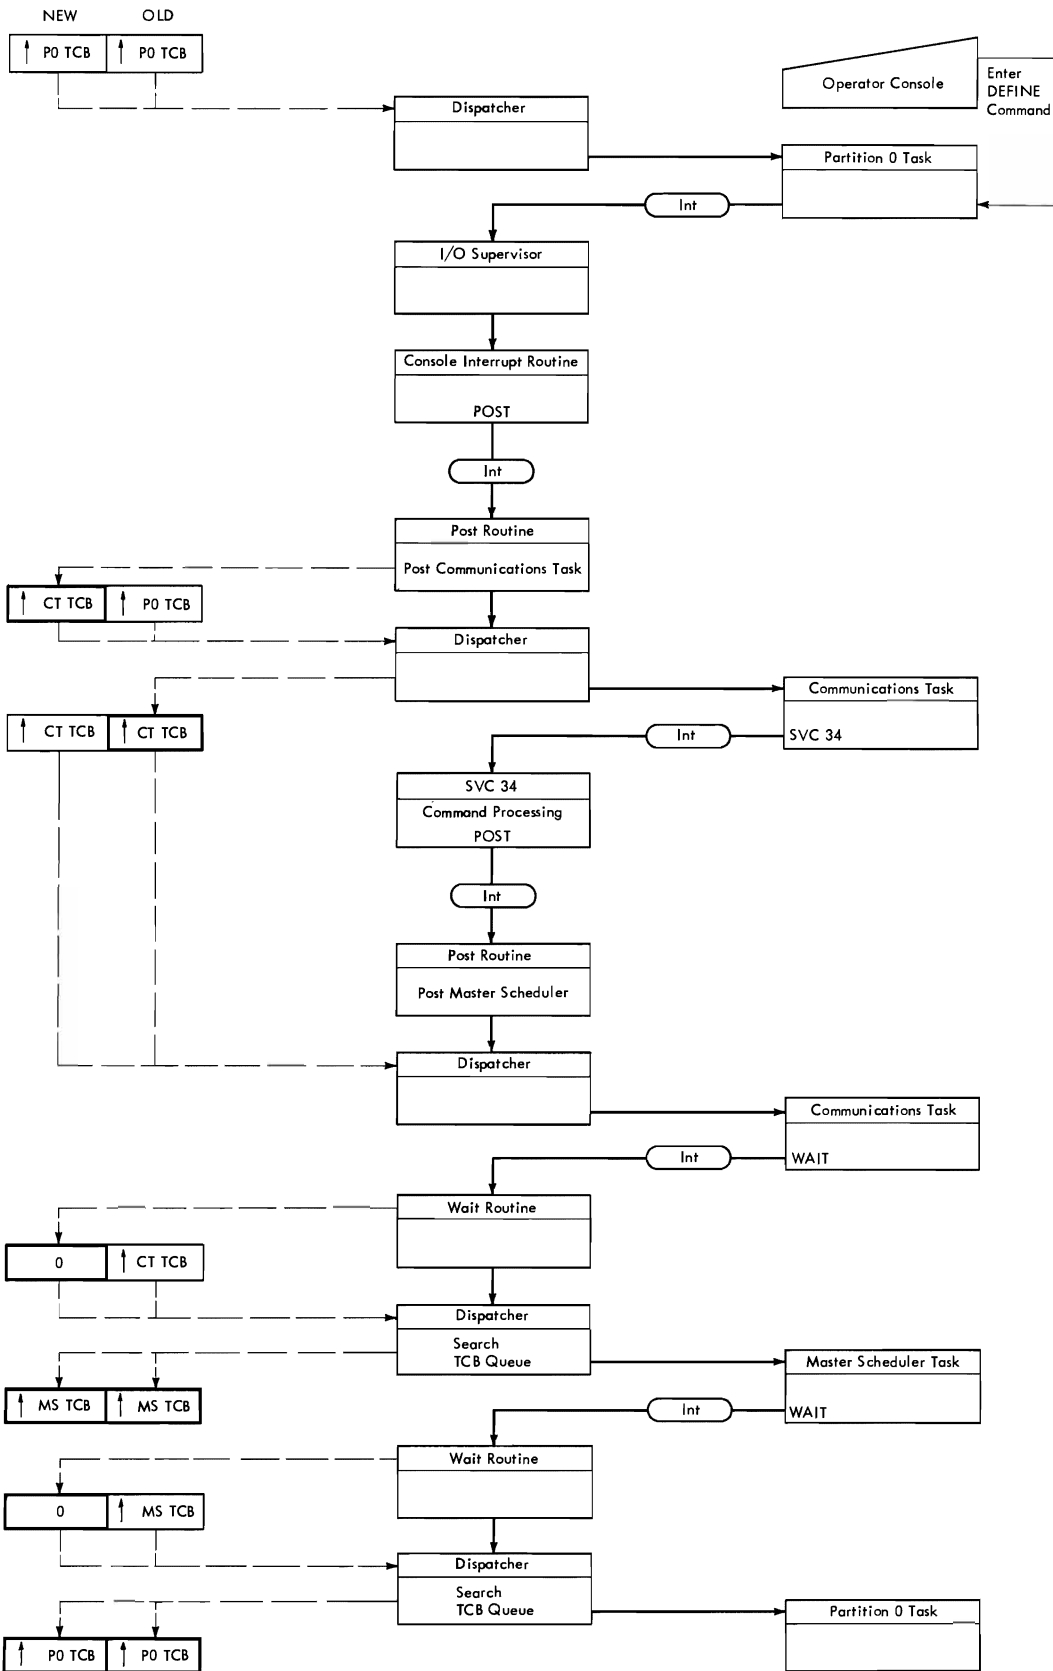 NEW OLD
↑ P0 TCB ↑ P0 TCB
Operator Console
Enter
DEFINE
Command
Dispatcher
Partition 0 Task
Int
I/O Supervisor
Console Interrupt Routine
POST
Int
Post Routine
Post Communications Task
↑ CT TCB ↑ P0 TCB
Dispatcher
Communications Task
↑ CT TCB ↑ CT TCB
Int
SVC 34
SVC 34
Command Processing
POST
Int
Post Routine
Post Master Scheduler
Dispatcher
Communications Task
Int
WAIT
Wait Routine
0 ↑ CT TCB
Dispatcher
Search
TCB Queue
Master Scheduler Task
↑ MS TCB ↑ MS TCB
Int
WAIT
Wait Routine
0 ↑ MS TCB
Dispatcher
Search
TCB Queue
Partition 0 Task
↑ P0 TCB ↑ P0 TCB